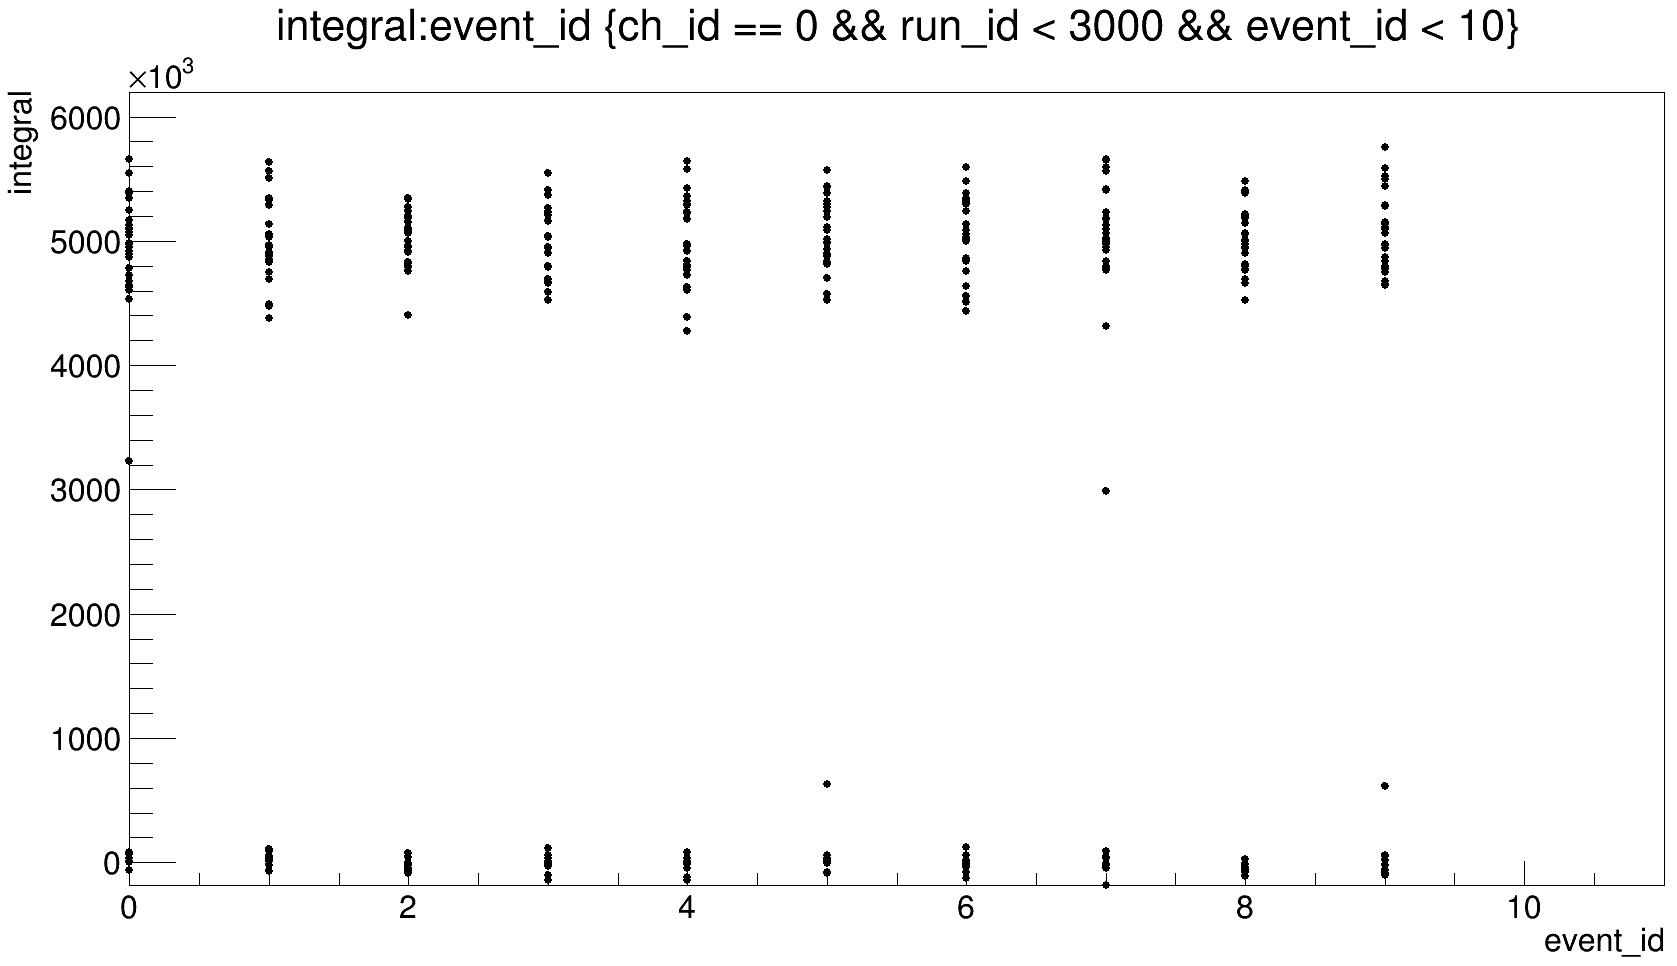 integral:event_id {ch_id == 0 && run_id < 3000 && event_id < 10}
×10³
integral
6000
5000
4000
3000
2000
1000
0
0 2 4 6 8 10
event_id